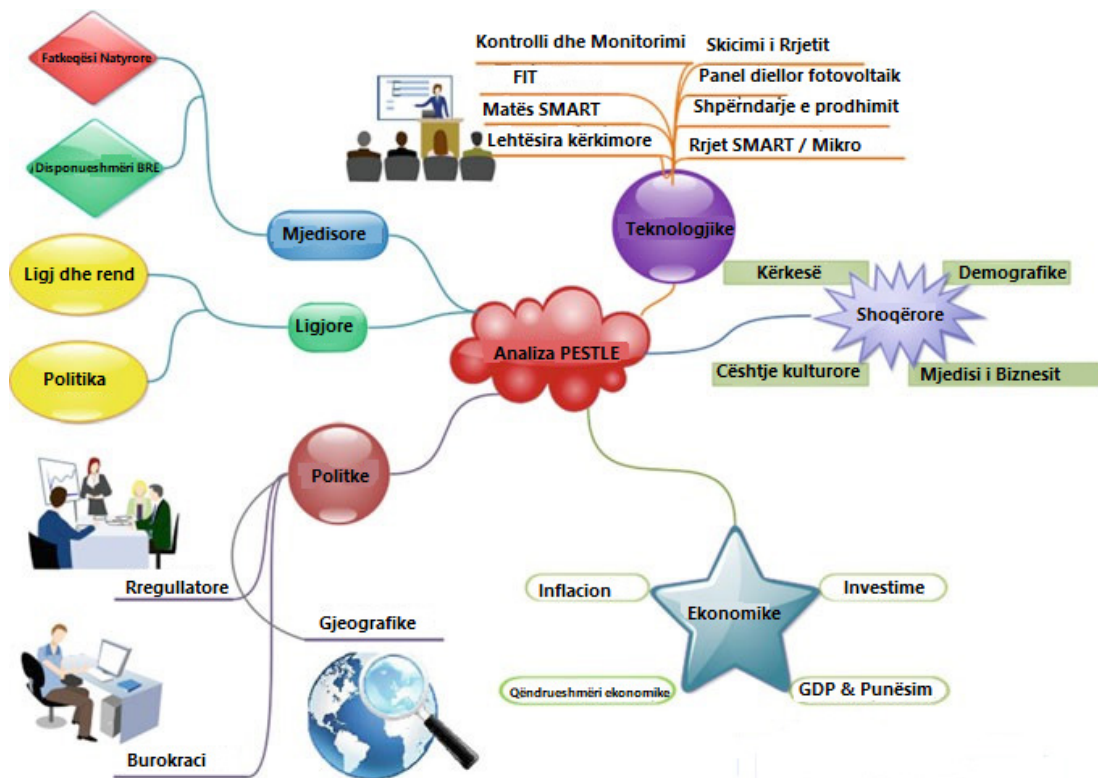 Fatkeqësi Natyrore
Disponueshmëri BRE
Mjedisore
Ligj dhe rend
Politika
Ligjore
Kontrolli dhe Monitorimi
FIT
Matës SMART
Lehtësira kërkimore
Skicimi i Rrjetit
Panel diellor fotovoltaik
Shpërndarje e prodhimit
Rrjet SMART / Mikro
Teknologjike
Kërkesë
Demografike
Shoqërore
Cështje kulturore
Mjedisi i Biznesit
Analiza PESTLE
Politke
Rregullatore
Gjeografike
Burokraci
Inflacion
Investime
Ekonomike
Qëndrueshmëri ekonomike
GDP & Punësim